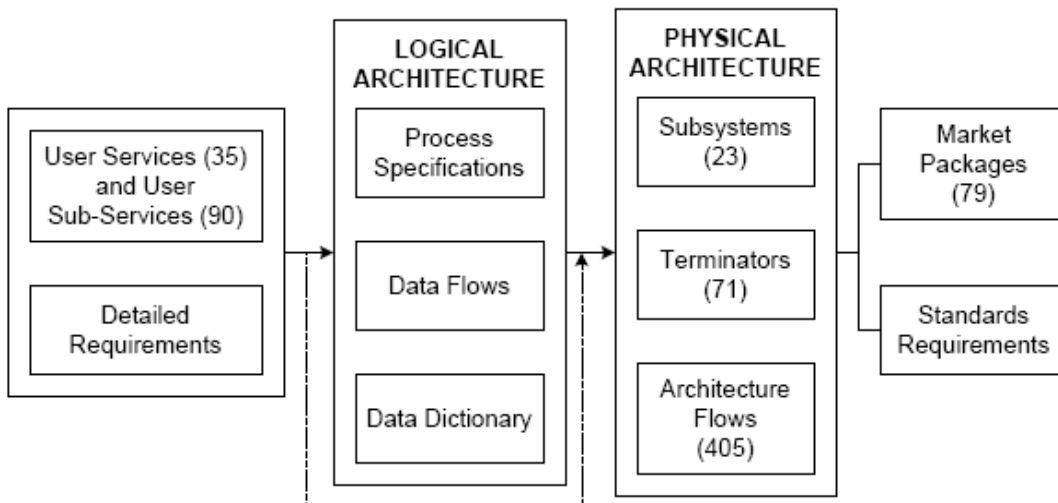 User Services (35)
and User
Sub-Services (90)
Detailed
Requirements
LOGICAL
ARCHITECTURE
Process
Specifications
Data Flows
Data Dictionary
PHYSICAL
ARCHITECTURE
Subsystems
(23)
Terminators
(71)
Architecture
Flows
(405)
Market
Packages
(79)
Standards
Requirements